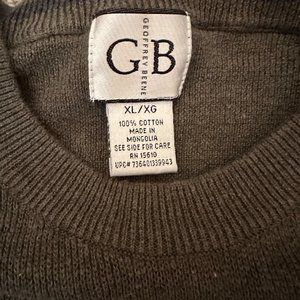 GB
GEOFFREY BEENE
XL/XG
100% COTTON
MADE IN
MONGOLIA
SEE SIDE FOR CARE
RN 15610
UPC# 736401339943